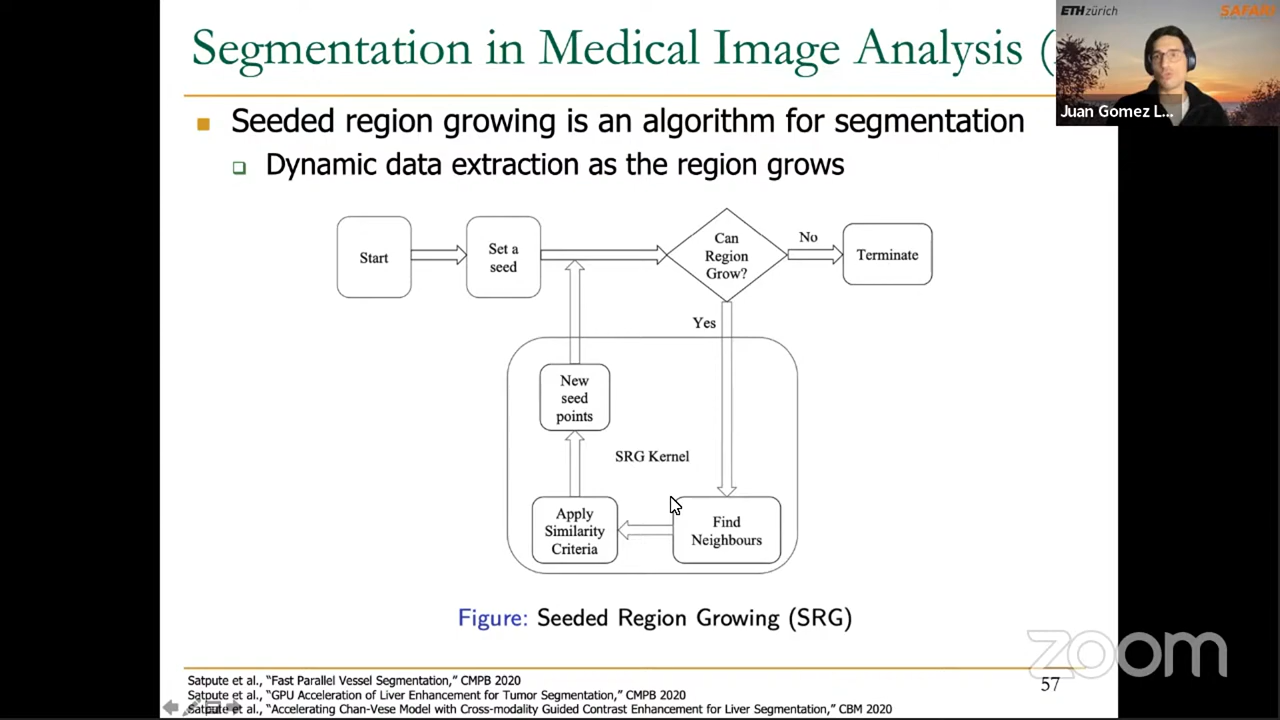 Segmentation in Medical Image Analysis (
ETH zürich
SAFARI
Juan Gomez L...
Seeded region growing is an algorithm for segmentation
Dynamic data extraction as the region grows
Start
Set a
seed
Can
Region
Grow?
No
Terminate
Yes
New
seed
points
SRG Kernel
Apply
Similarity
Criteria
Find
Neighbours
Figure: Seeded Region Growing (SRG)
zoom
Satpute et al., “Fast Parallel Vessel Segmentation,” CMPB 2020
Satpute et al., “GPU Acceleration of Liver Enhancement for Tumor Segmentation,” CMPB 2020
Satpute et al., “Accelerating Chan-Vese Model with Cross-modality Guided Contrast Enhancement for Liver Segmentation,” CBM 2020
57